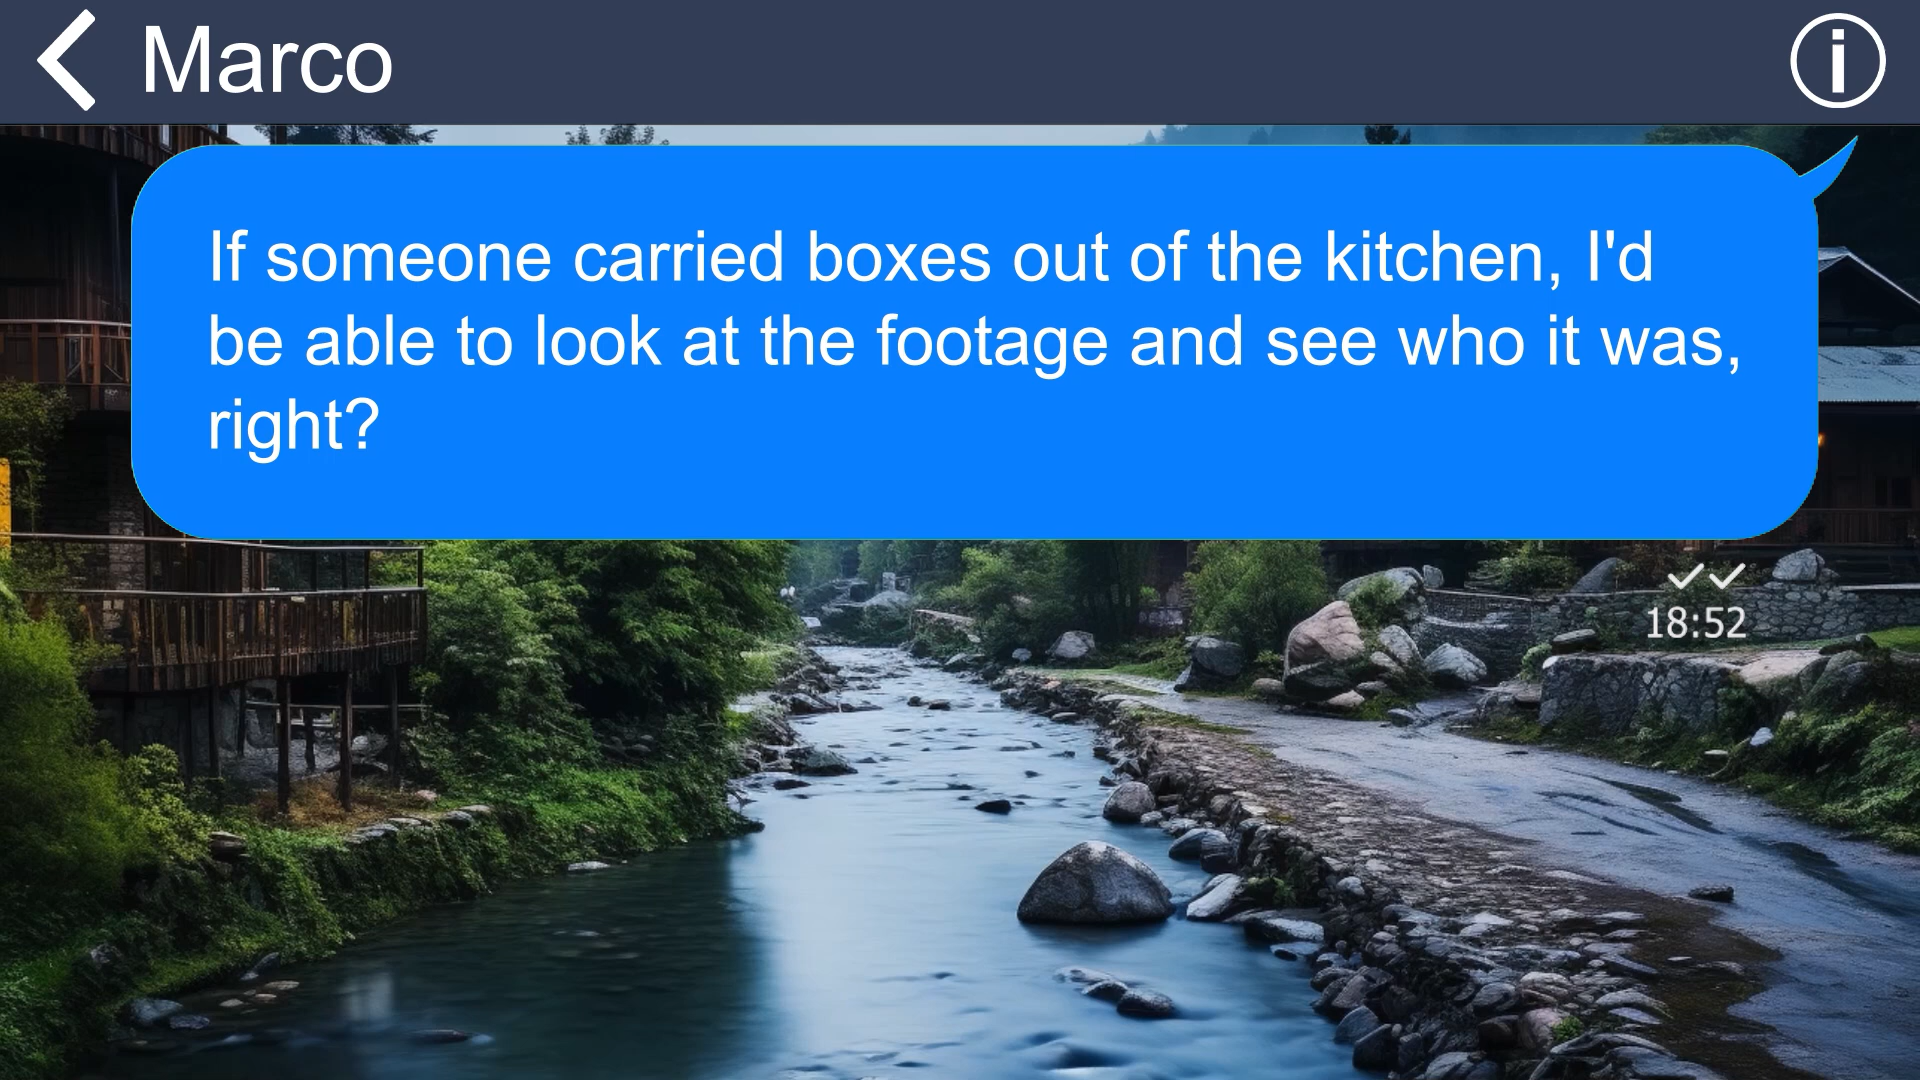 Marco
If someone carried boxes out of the kitchen, I'd
be able to look at the footage and see who it was,
right?
18:52